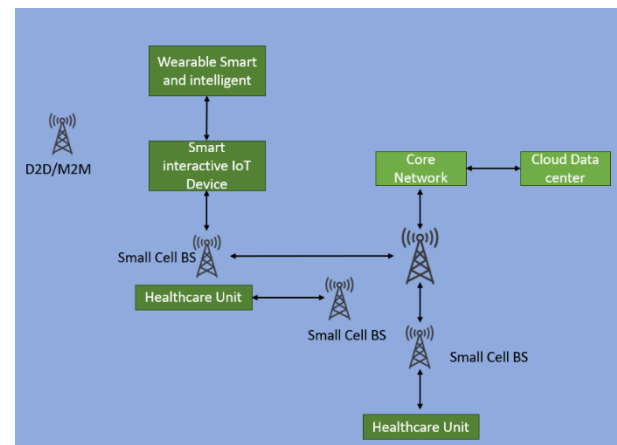 Wearable Smart
and intelligent
D2D/M2M
Smart
interactive IoT
Device
Core
Network
Cloud Data
center
Small Cell BS
Healthcare Unit
Small Cell BS
Small Cell BS
Healthcare Unit